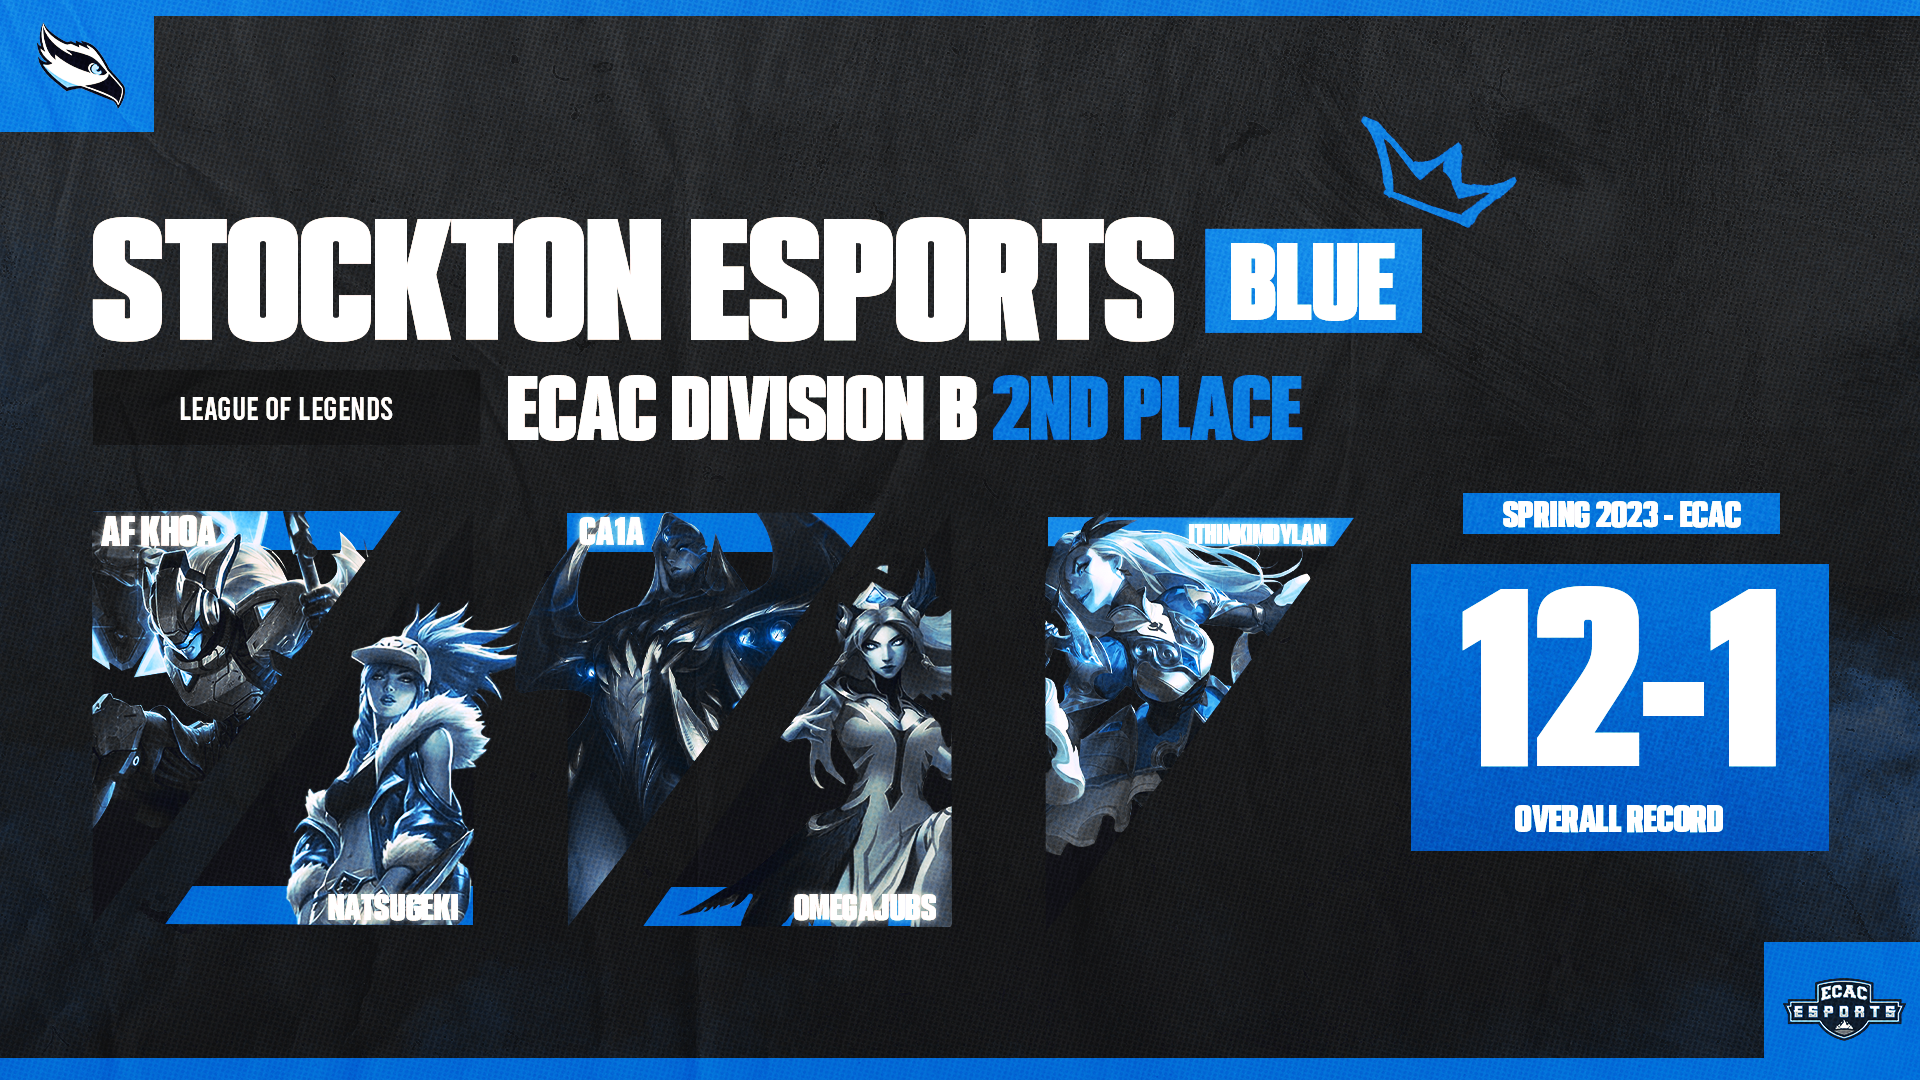 STOCKTON ESPORTS BLUE
LEAGUE OF LEGENDS
ECAC DIVISION B 2ND PLACE
AF KHOA
NATSUGEKI
CA1A
OMEGAJUBS
ITHINKIMDYLAN
SPRING 2023 - ECAC
12-1
OVERALL RECORD
ECAC
ESPORTS